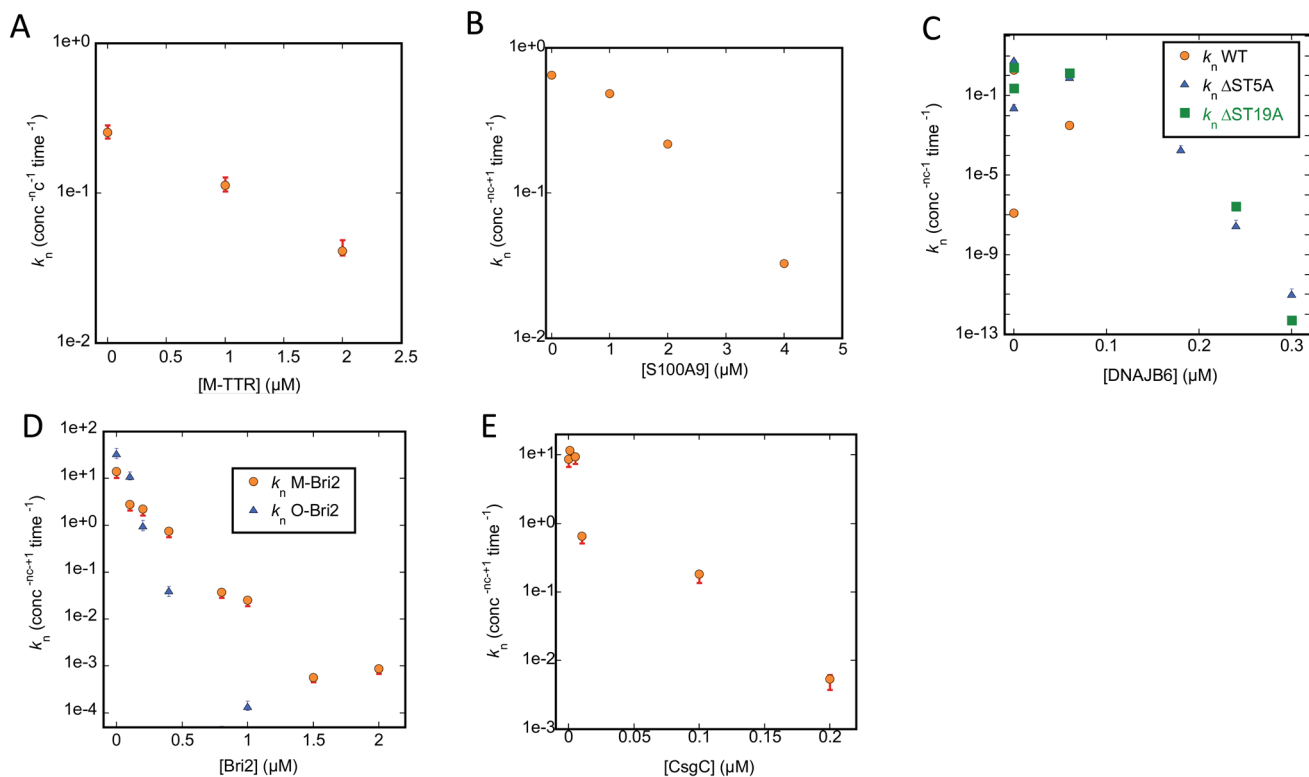 A
1e+0
1e-1
1e-2
kn (conc -nc-1 time -1)
0 0.5 1 1.5 2 2.5
[M-TTR] (µM)
B
1e+0
1e-1
1e-2
kn (conc -nc-+1 time -1)
0 1 2 3 4 5
[S100A9] (µM)
C
kn WT
kn ΔST5A
kn ΔST19A
1e-1
1e-5
1e-9
1e-13
kn (conc -nc-1 time -1)
0 0.1 0.2 0.3
[DNAJB6] (µM)
D
1e+2
1e+1
1e+0
1e-1
1e-2
1e-3
1e-4
kn (conc -nc-+1 time -1)
kn M-Bri2
kn O-Bri2
0 0.5 1 1.5 2
[Bri2] (µM)
E
1e+1
1e+0
1e-1
1e-2
1e-3
kn (conc -nc-+1 time -1)
0 0.05 0.1 0.15 0.2
[CsgC] (µM)